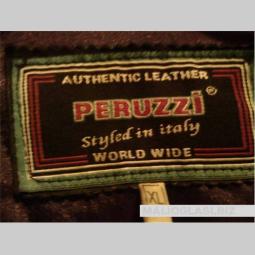 AUTHENTIC LEATHER
PERUZZi®
Styled in italy
WORLD WIDE
XL